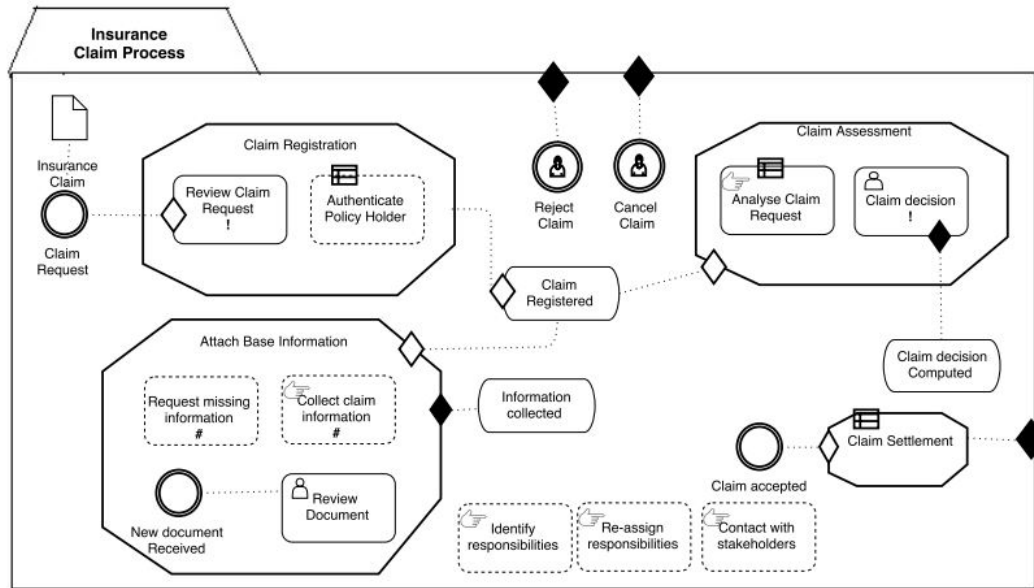 Insurance
Claim Process
Insurance
Claim
Claim
Request
Claim Registration
Review Claim
Request
!
Authenticate
Policy Holder
Reject
Claim
Cancel
Claim
Claim Assessment
Analyse Claim
Request
Claim decision
!
Claim
Registered
Claim decision
Computed
Attach Base Information
Request missing
information
#
Collect claim
information
#
Information
collected
New document
Received
Review
Document
Claim accepted
Claim Settlement
Identify
responsibilities
Re-assign
responsibilities
Contact with
stakeholders